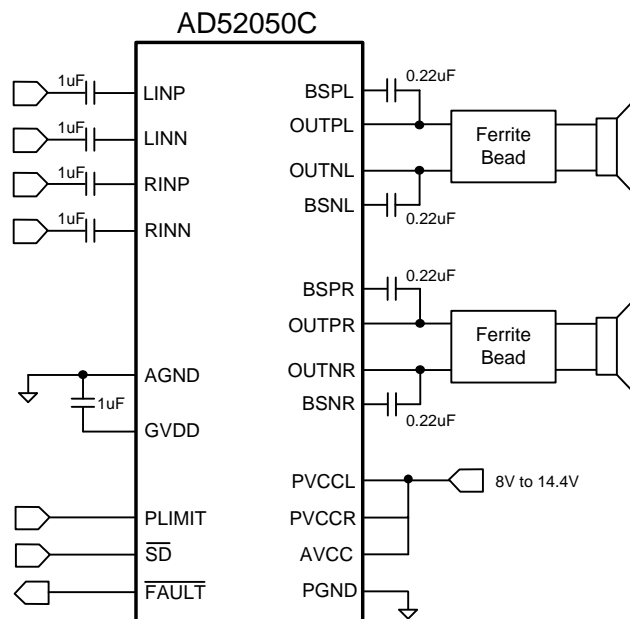 AD52050C
1uF
LINP
1uF
LINN
1uF
RINP
1uF
RINN
AGND
1uF
GVDD
PLIMIT
SD
FAULT
BSPL
0.22uF
OUTPL
OUTNL
BSNL
0.22uF
Ferrite
Bead
BSPR
0.22uF
OUTPR
OUTNR
BSNR
0.22uF
Ferrite
Bead
PVCCL
8V to 14.4V
PVCCR
AVCC
PGND